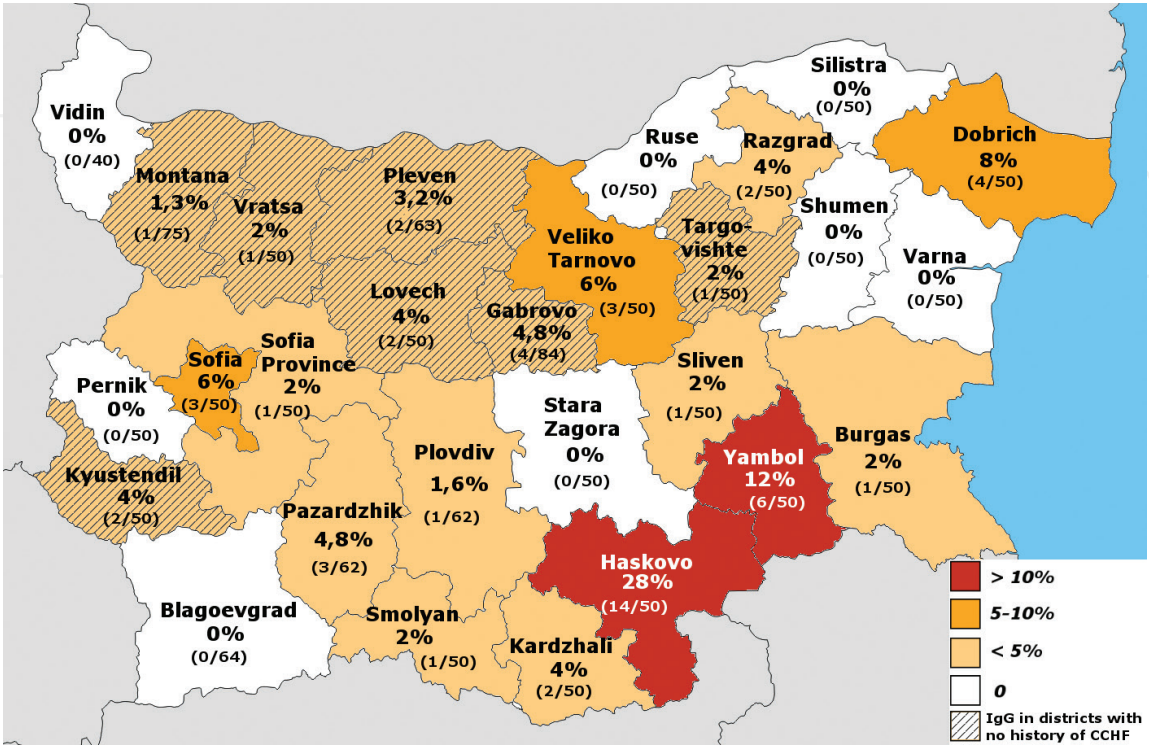 Silistra
0%
(0/50)
Vidin
0%
(0/40)
Ruse
0%
(0/50)
Razgrad
4%
(2/50)
Dobrich
8%
(4/50)
Montana
1,3%
(1/75)
Vratsa
2%
(1/50)
Pleven
3,2%
(2/63)
Veliko
Tarnovo
6%
(3/50)
Targo-
vishte
2%
(1/50)
Shumen
0%
(0/50)
Varna
0%
(0/50)
Lovech
4%
(2/50)
Gabrovo
4,8%
(4/84)
Sofia
6%
(3/50)
Sofia
Province
2%
(1/50)
Sliven
2%
(1/50)
Pernik
0%
(0/50)
Stara
Zagora
0%
(0/50)
Plovdiv
1,6%
(1/62)
Yambol
12%
(6/50)
Burgas
2%
(1/50)
Kyustendil
4%
(2/50)
Pazardzhik
4,8%
(3/62)
Haskovo
28%
(14/50)
Blagoevgrad
0%
(0/64)
Smolyan
2%
(1/50)
Kardzhali
4%
(2/50)
> 10%
5-10%
< 5%
0
IgG in districts with
no history of CCHF